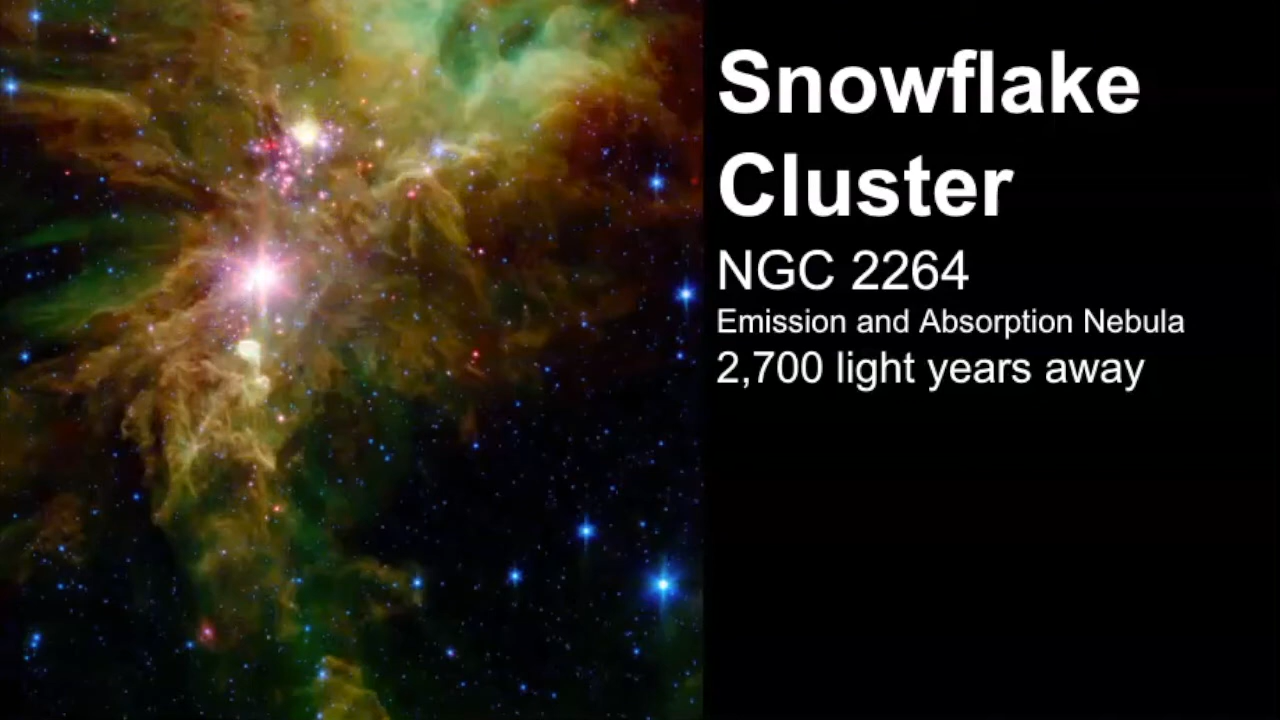 Snowflake
Cluster
NGC 2264
Emission and Absorption Nebula
2,700 light years away